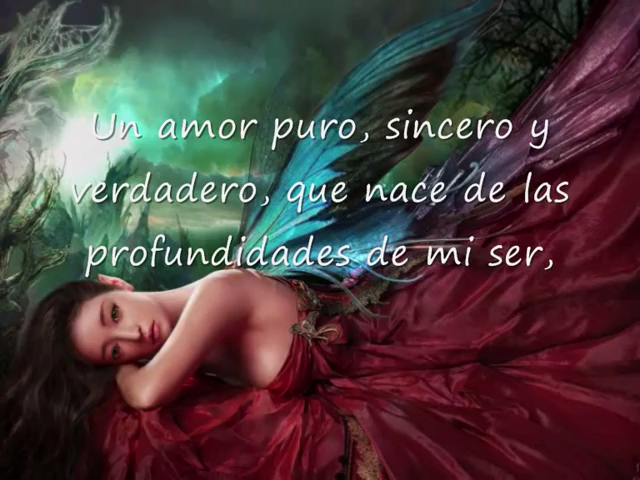 Un amor puro, sincero y
verdadero, que nace de las
profundidades de mi ser,